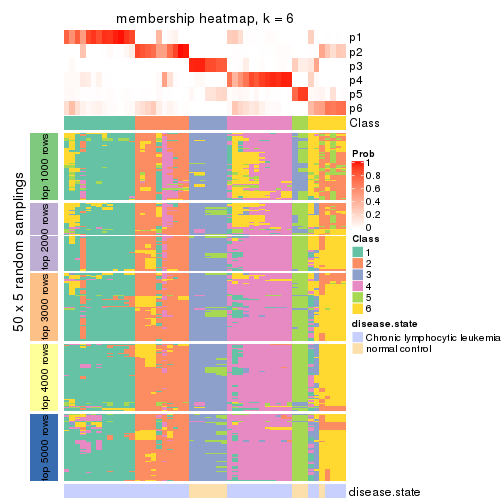 membership heatmap, k = 6
p1
p2
p3
p4
p5
p6
Class
50 x 5 random samplings
top 1000 rows
top 2000 rows
top 3000 rows
top 4000 rows
top 5000 rows
Prob
1
0.8
0.6
0.4
0.2
0
Class
1
2
3
4
5
6
disease.state
Chronic lymphocytic leukemia
normal control
disease.state